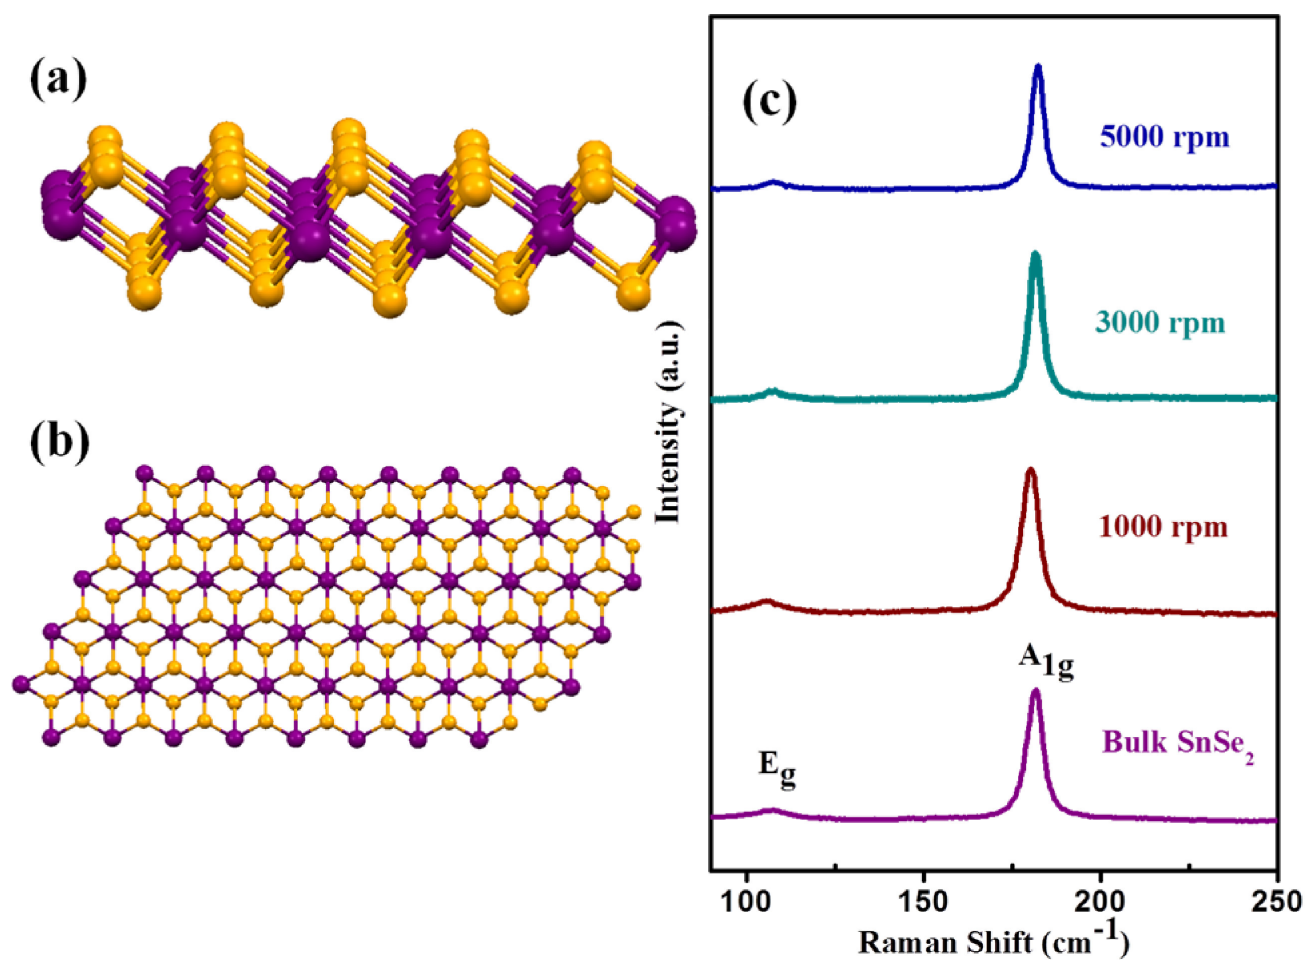 (a)
(b)
(c)
5000 rpm
3000 rpm
1000 rpm
A1g
Bulk SnSe2
Eg
Intensity (a.u.)
100 150 200 250
Raman Shift (cm-1)